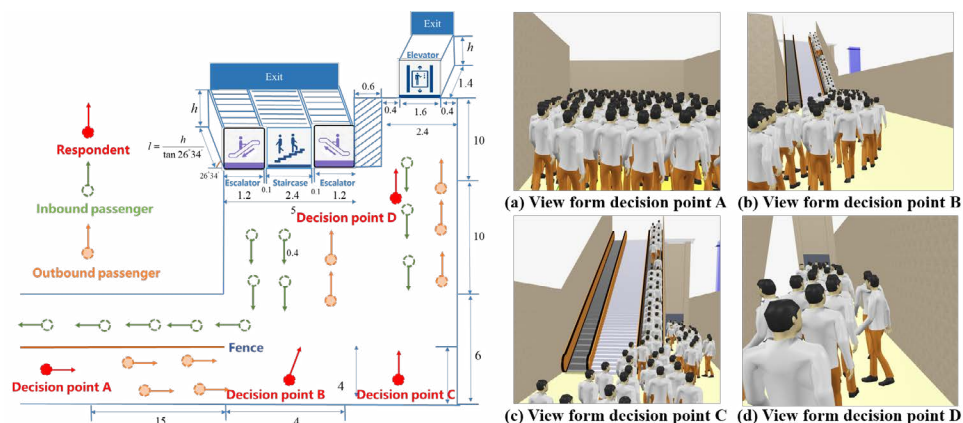 Exit
Elevator
h
1.4
Exit
0.6
0.4
1.6
0.4
2.4
h
10
Respondent
l = h / tan 26°34′
26°34′
Escalator
0.1
Staircase
0.1
Escalator
1.2
2.4
1.2
5
Inbound passenger
Decision point D
10
0.4
Outbound passenger
Fence
6
Decision point A
Decision point B
4
Decision point C
15
4
(a) View form decision point A
(b) View form decision point B
(c) View form decision point C
(d) View form decision point D